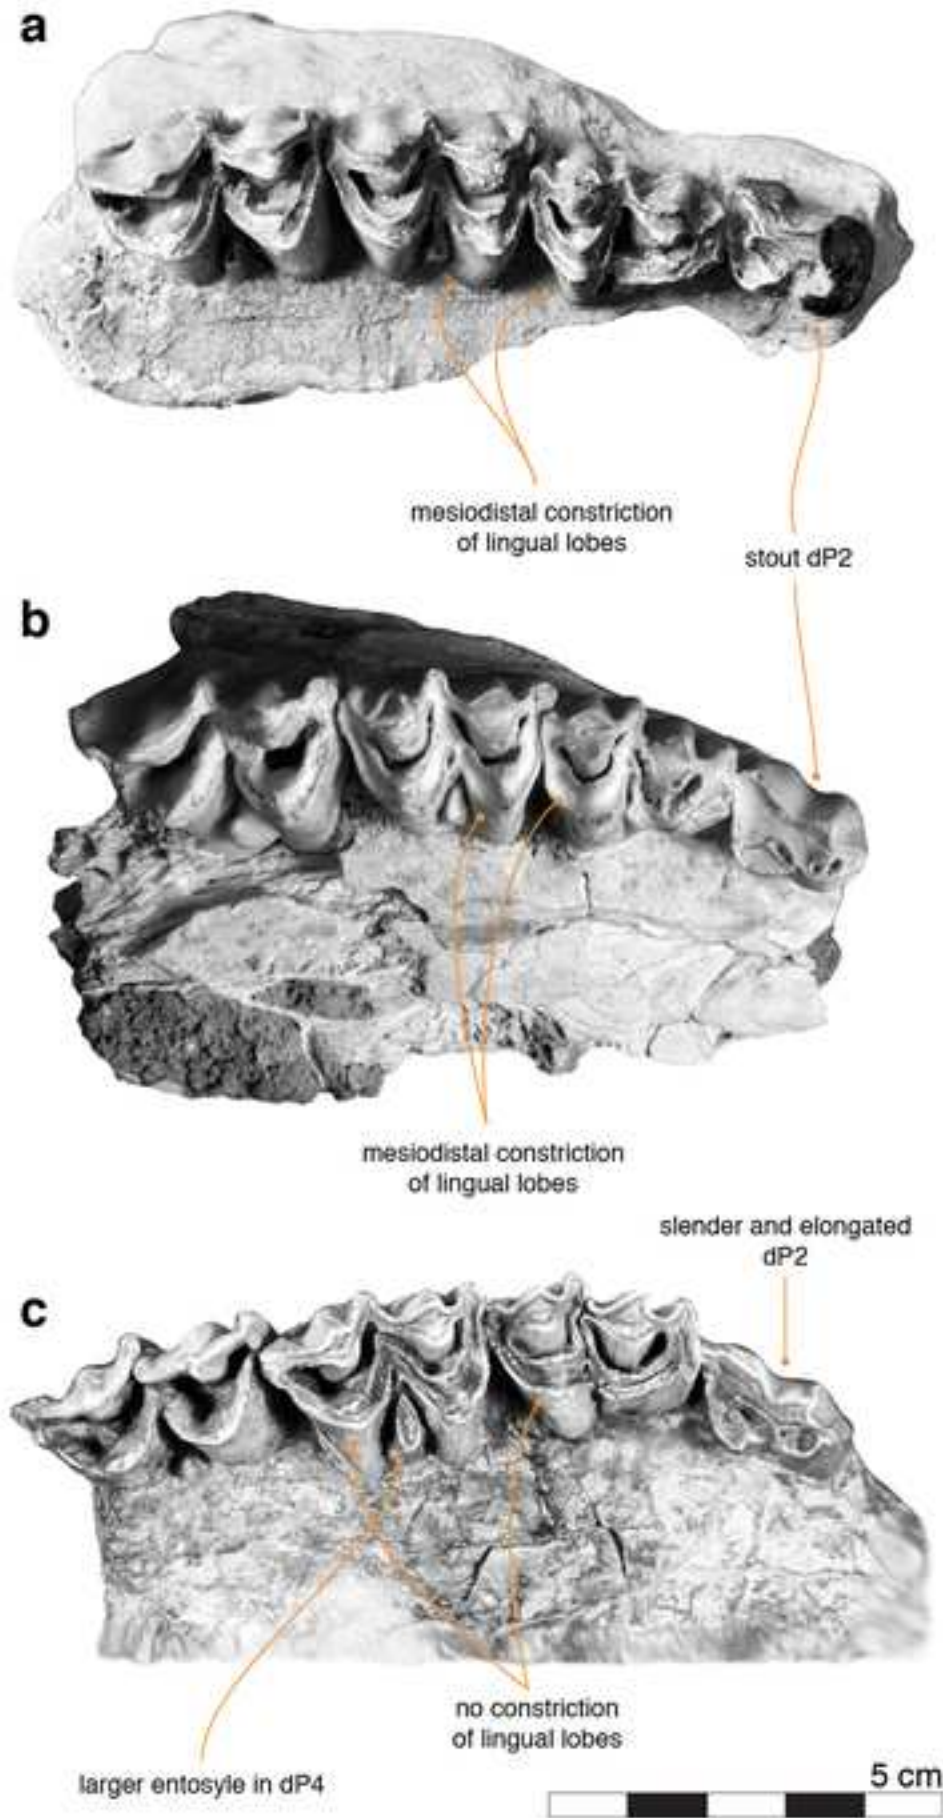 a
mesiodistal constriction
of lingual lobes
stout dP2
b
mesiodistal constriction
of lingual lobes
slender and elongated
dP2
c
no constriction
of lingual lobes
larger entosyle in dP4
5 cm